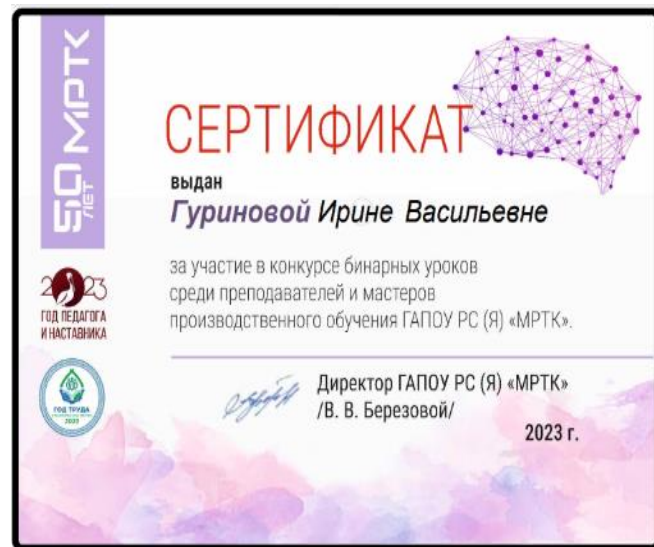 50 ЛЕТ МРТК
СЕРТИФИКАТ
выдан
Гуриновой Ирине Васильевне
за участие в конкурсе бинарных уроков
среди преподавателей и мастеров
производственного обучения ГАПОУ РС (Я) «МРТК».
2023
ГОД ПЕДАГОГА
И НАСТАВНИКА
ГОД ТРУДА
2023
Директор ГАПОУ РС (Я) «МРТК»
/В. В. Березовой/
2023 г.